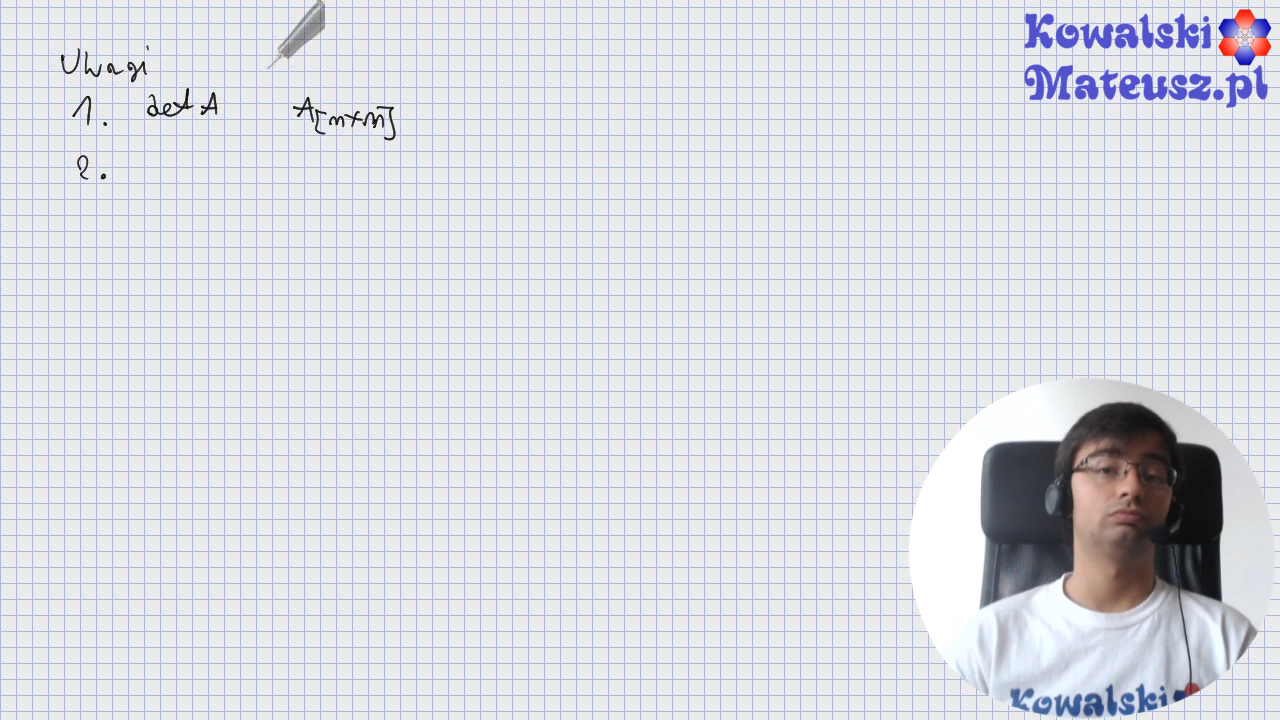 Uwagi
1. det A A[n×n]
2.
Kowalski
Mateusz.pl
Kowalski